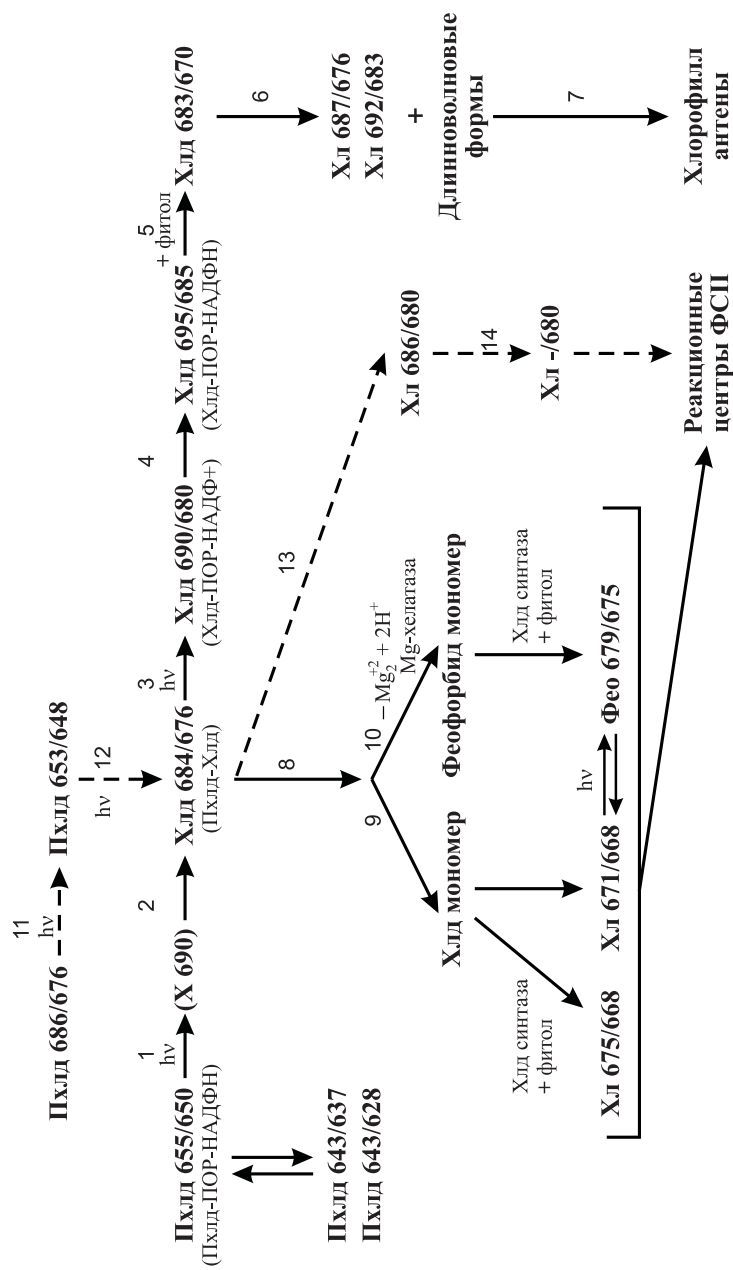 11
Пхлд 686/676
hν
Пхлд 653/648
hν
12
1
2
3
4
5
Пхлд 655/650
(Пхлд-ПОР-НАДФН)
hν
(Х 690)
Хлд 684/676
(Пхлд-Хлд)
hν
Хлд 690/680
(Хлд-ПОР-НАДФ+)
Хлд 695/685
(Хлд-ПОР-НАДФН)
+ фитол
Хлд 683/670
6
Пхлд 643/637
Пхлд 643/628
8
13
Хл 687/676
Хл 692/683
+
Длинноволновые
формы
9
10
– Mg₂⁺² + 2H⁺
Mg-хелатаза
Хл 686/680
14
7
Хлд мономер
Феофорбид мономер
Хл -/680
Хлд синтаза
+ фитол
Хлд синтаза
+ фитол
Хл 675/668
Хл 671/668
hν
Фео 679/675
Реакционные
центры ФСП
Хлорофилл
антены